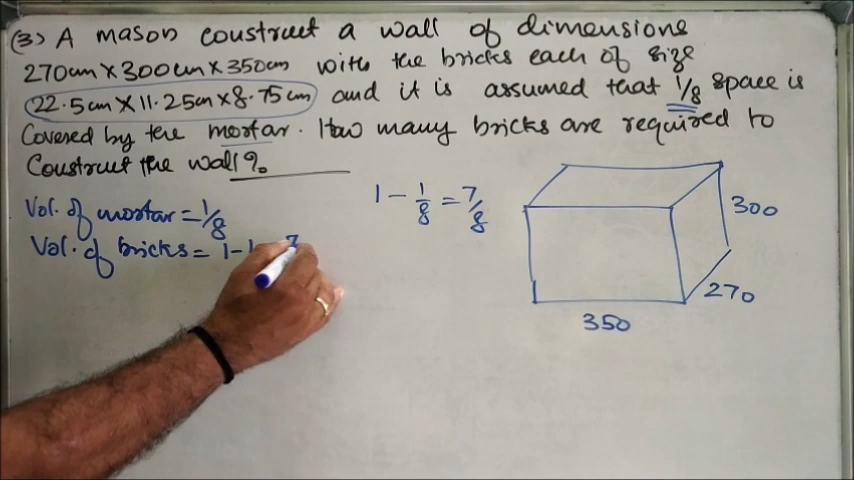 (3) A mason construct a wall of dimensions
270cm X 300cm X 350cm with the bricks each of size
22.5cm X 11.25cm X 8.75cm and it is assumed that 1/8 space is
Covered by the mortar. How many bricks are required to
Construct the wall?
Vol. of mortar = 1/8
Vol. of bricks = 1 - 1
1 - 1/8 = 7/8
300
270
350